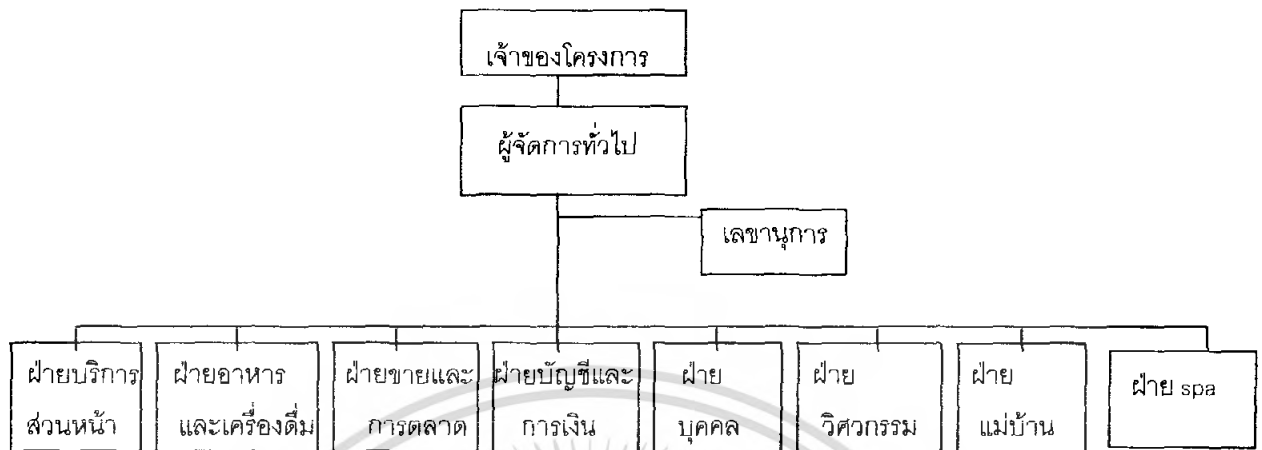 เจ้าของโครงการ
ผู้จัดการทั่วไป
เลขานุการ
ฝ่ายบริการ
ส่วนหน้า
ฝ่ายอาหาร
และเครื่องดื่ม
ฝ่ายขายและ
การตลาด
ฝ่ายบัญชีและ
การเงิน
ฝ่าย
บุคคล
ฝ่าย
วิศวกรรม
ฝ่าย
แม่บ้าน
ฝ่าย spa